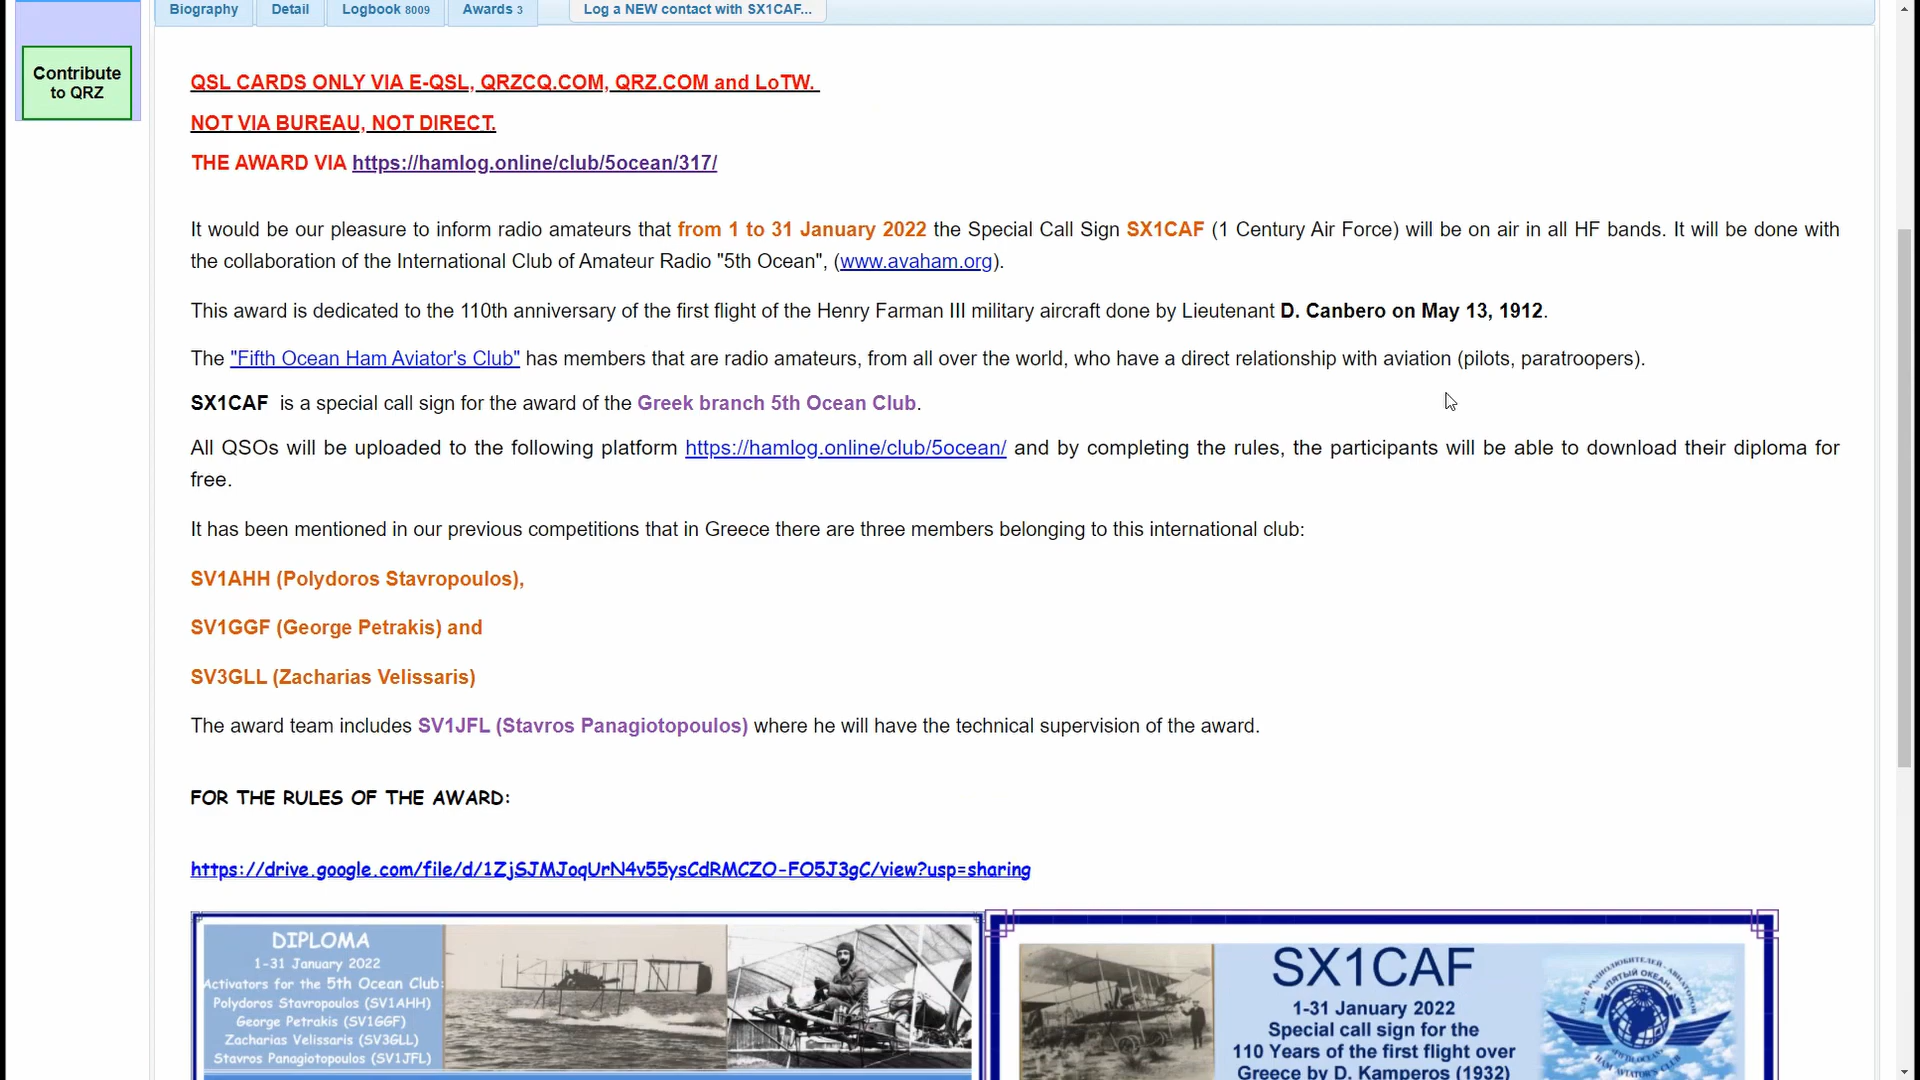 Biography
Detail
Logbook 8009
Awards 3
Log a NEW contact with SX1CAF...
Contribute
to QRZ
QSL CARDS ONLY VIA E-QSL, QRZCQ.COM, QRZ.COM and LoTW.
NOT VIA BUREAU, NOT DIRECT.
THE AWARD VIA https://hamlog.online/club/5ocean/317/
It would be our pleasure to inform radio amateurs that from 1 to 31 January 2022 the Special Call Sign SX1CAF (1 Century Air Force) will be on air in all HF bands. It will be done with
the collaboration of the International Club of Amateur Radio "5th Ocean", (www.avaham.org).
This award is dedicated to the 110th anniversary of the first flight of the Henry Farman III military aircraft done by Lieutenant D. Canbero on May 13, 1912.
The "Fifth Ocean Ham Aviator's Club" has members that are radio amateurs, from all over the world, who have a direct relationship with aviation (pilots, paratroopers).
SX1CAF is a special call sign for the award of the Greek branch 5th Ocean Club.
All QSOs will be uploaded to the following platform https://hamlog.online/club/5ocean/ and by completing the rules, the participants will be able to download their diploma for
free.
It has been mentioned in our previous competitions that in Greece there are three members belonging to this international club:
SV1AHH (Polydoros Stavropoulos),
SV1GGF (George Petrakis) and
SV3GLL (Zacharias Velissaris)
The award team includes SV1JFL (Stavros Panagiotopoulos) where he will have the technical supervision of the award.
FOR THE RULES OF THE AWARD:
https://drive.google.com/file/d/1ZjSJMJoqUrN4v55ysCdRMCZO-FO5J3gC/view?usp=sharing
DIPLOMA
1-31 January 2022
Activators for the 5th Ocean Club:
Polydoros Stavropoulos (SV1AHH)
George Petrakis (SV1GGF)
Zacharias Velissaris (SV3GLL)
Stavros Panagiotopoulos (SV1JFL)
SX1CAF
1-31 January 2022
Special call sign for the
110 Years of the first flight over
Greece by D. Kamperos (1932)